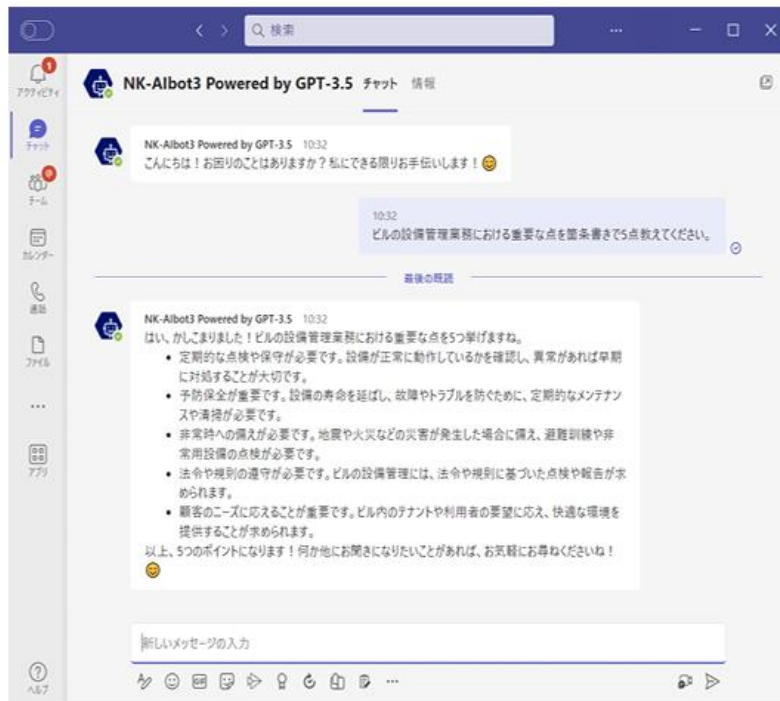 検索
アクティビティ
1
チャット
チーム
カレンダー
通話
ファイル
アプリ
ヘルプ
NK-AIbot3 Powered by GPT-3.5 チャット 情報
NK-AIbot3 Powered by GPT-3.5 10:32
こんにちは！お困りのことはありますか？私にできる限りお手伝いします！😊
10:32
ビルの設備管理業務における重要な点を箇条書きで5点教えてください。
最後の既読
NK-AIbot3 Powered by GPT-3.5 10:32
はい、かしこまりました！ビルの設備管理業務における重要な点を5つ挙げますね。
• 定期的な点検や保守が必要です。設備が正常に動作しているかを確認し、異常があれば早期
に対処することが大切です。
• 予防保全が重要です。設備の寿命を延ばし、故障やトラブルを防ぐために、定期的なメンテナン
スや清掃が必要です。
• 非常時への備えが必要です。地震や火災などの災害が発生した場合に備え、避難訓練や非
常用設備の点検が必要です。
• 法令や規則の遵守が必要です。ビルの設備管理には、法令や規則に基づいた点検や報告が求
められます。
• 顧客のニーズに応えることが重要です。ビル内のテナントや利用者の要望に応え、快適な環境を
提供することが求められます。
以上、5つのポイントになります！何か他にお聞きになりたいことがあれば、お気軽にお尋ねくださいね！
😊
新しいメッセージの入力
GIF